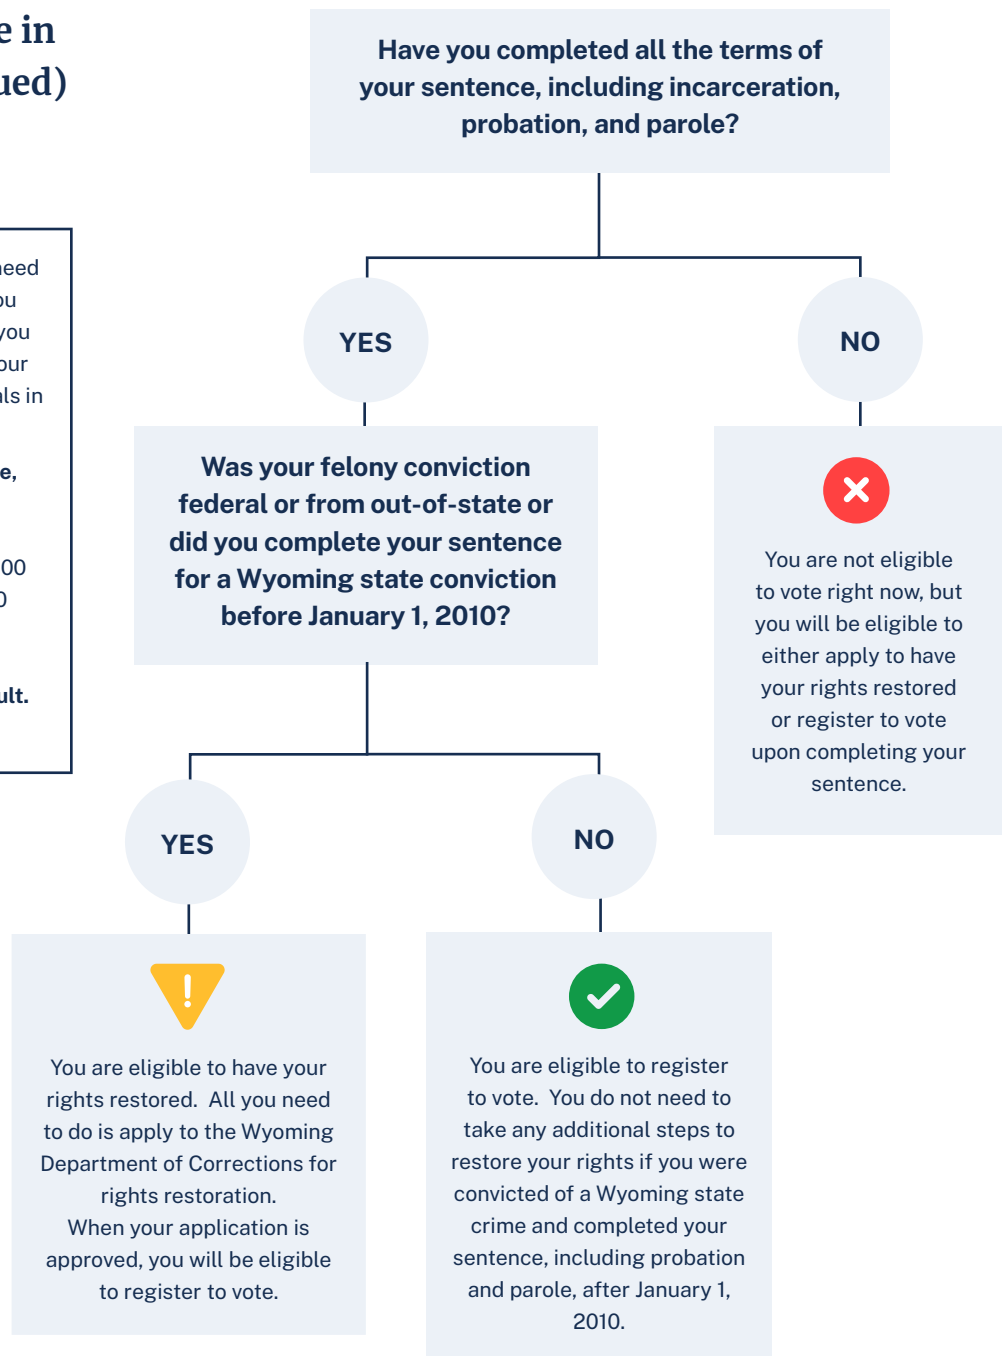 e in
ued)
need
ou
you
our
als in
e,
00
0
ult.
Have you completed all the terms of
your sentence, including incarceration,
probation, and parole?
YES
NO
Was your felony conviction
federal or from out-of-state or
did you complete your sentence
for a Wyoming state conviction
before January 1, 2010?
You are not eligible
to vote right now, but
you will be eligible to
either apply to have
your rights restored
or register to vote
upon completing your
sentence.
YES
NO
!
You are eligible to have your
rights restored. All you need
to do is apply to the Wyoming
Department of Corrections for
rights restoration.
When your application is
approved, you will be eligible
to register to vote.
You are eligible to register
to vote. You do not need to
take any additional steps to
restore your rights if you were
convicted of a Wyoming state
crime and completed your
sentence, including probation
and parole, after January 1,
2010.